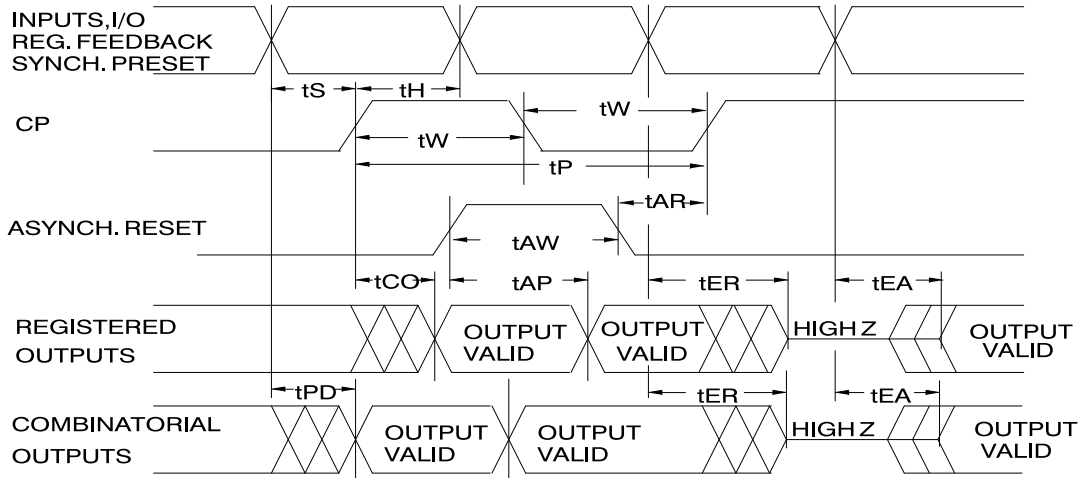 INPUTS,I/O
REG. FEEDBACK
SYNCH. PRESET
tS
tH
CP
tW
tW
tP
tAR
ASYNCH. RESET
tAW
tCO
tAP
tER
tEA
REGISTERED
OUTPUTS
OUTPUT
VALID
OUTPUT
VALID
HIGH Z
OUTPUT
VALID
tPD
tER
tEA
COMBINATORIAL
OUTPUTS
OUTPUT
VALID
OUTPUT
VALID
HIGH Z
OUTPUT
VALID